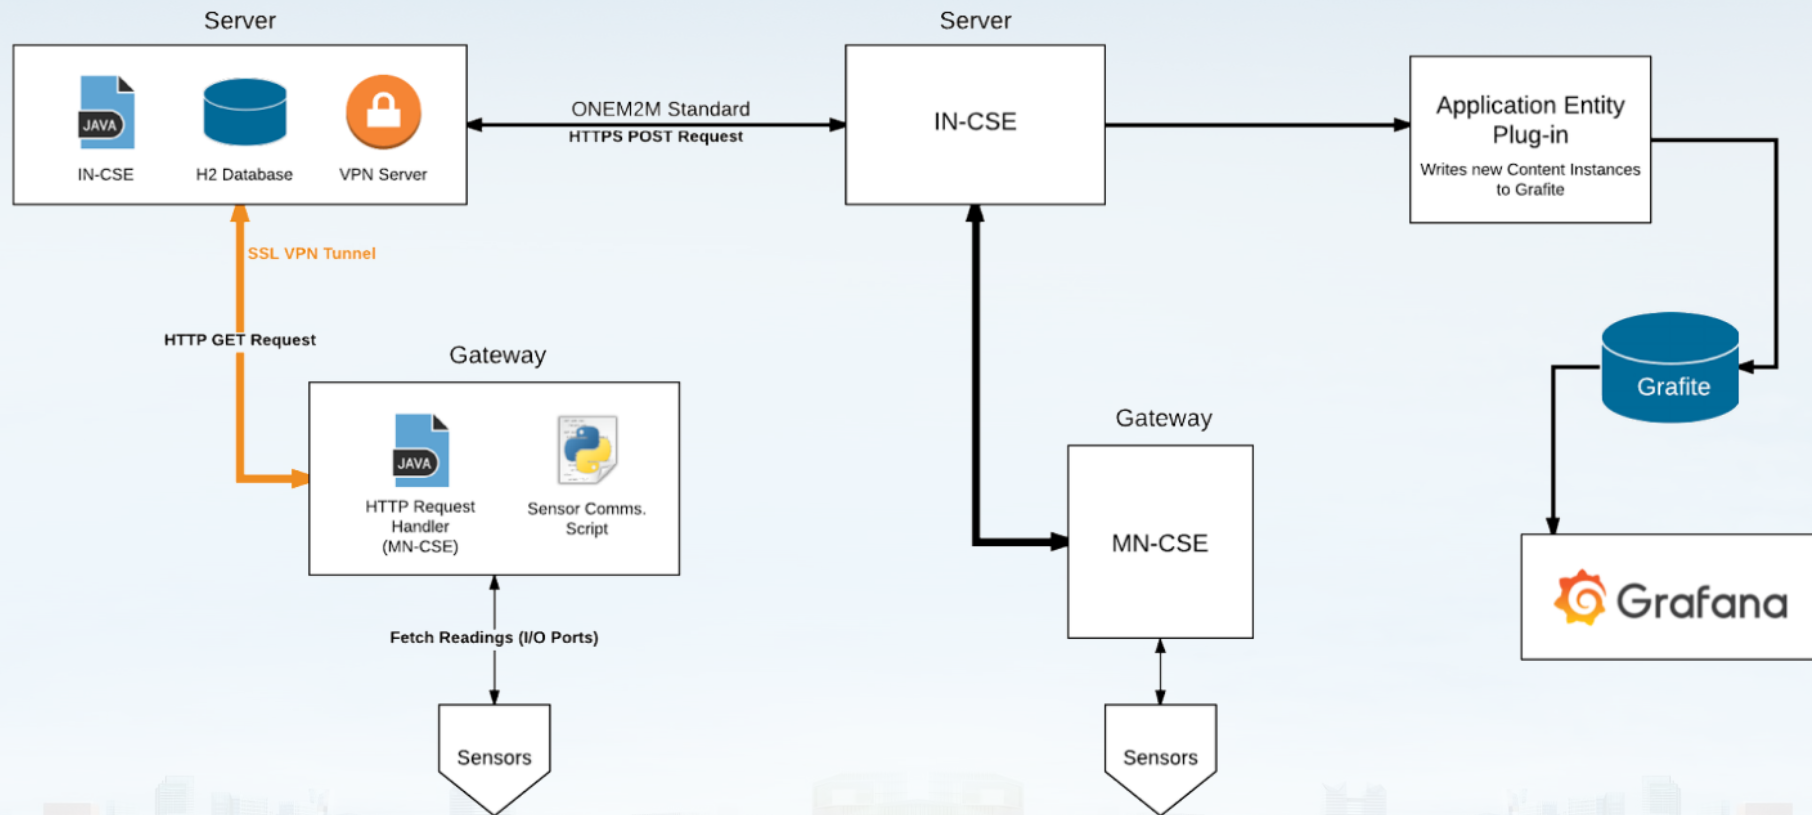 Server
JAVA
IN-CSE
H2 Database
VPN Server
ONEM2M Standard
HTTPS POST Request
Server
IN-CSE
Application Entity
Plug-in
Writes new Content Instances
to Grafite
SSL VPN Tunnel
HTTP GET Request
Gateway
JAVA
HTTP Request
Handler
(MN-CSE)
Sensor Comms.
Script
Fetch Readings (I/O Ports)
Sensors
Gateway
MN-CSE
Sensors
Grafite
Grafana